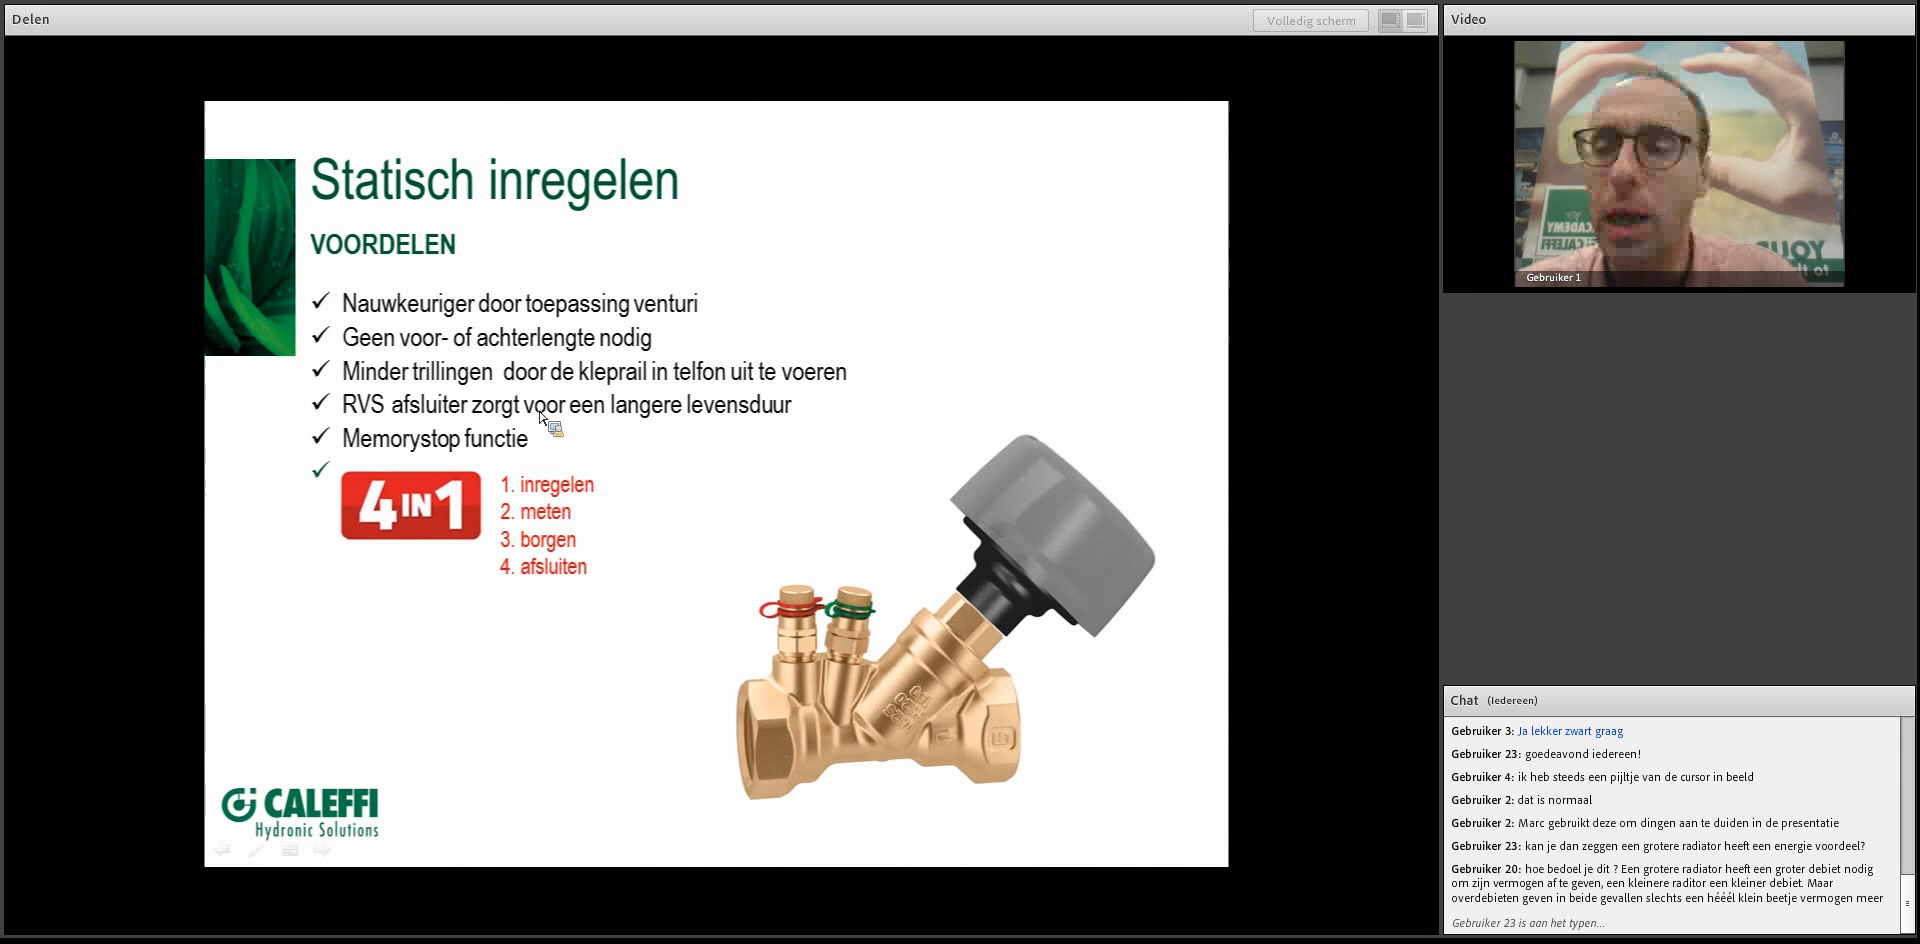 Delen
Volledig scherm
Video
Statisch inregelen
VOORDELEN
✓ Nauwkeuriger door toepassing venturi
✓ Geen voor- of achterlengte nodig
✓ Minder trillingen door de kleprail in telfon uit te voeren
✓ RVS afsluiter zorgt voor een langere levensduur
✓ Memorystop functie
✓
4 IN 1
1. inregelen
2. meten
3. borgen
4. afsluiten
CALEFFI
Hydronic Solutions
ACADEMY
CALEFFI
YOUR
to t
Gebruiker 1
Chat (Iedereen)
Gebruiker 3: Ja lekker zwart graag
Gebruiker 23: goedeavond iedereen!
Gebruiker 4: ik heb steeds een pijltje van de cursor in beeld
Gebruiker 2: dat is normaal
Gebruiker 2: Marc gebruikt deze om dingen aan te duiden in de presentatie
Gebruiker 23: kan je dan zeggen een grotere radiator heeft een energie voordeel?
Gebruiker 20: hoe bedoel je dit ? Een grotere radiator heeft een groter debiet nodig
om zijn vermogen af te geven, een kleinere raditor een kleiner debiet. Maar
overdebieten geven in beide gevallen slechts een hééél klein beetje vermogen meer
Gebruiker 23 is aan het typen...